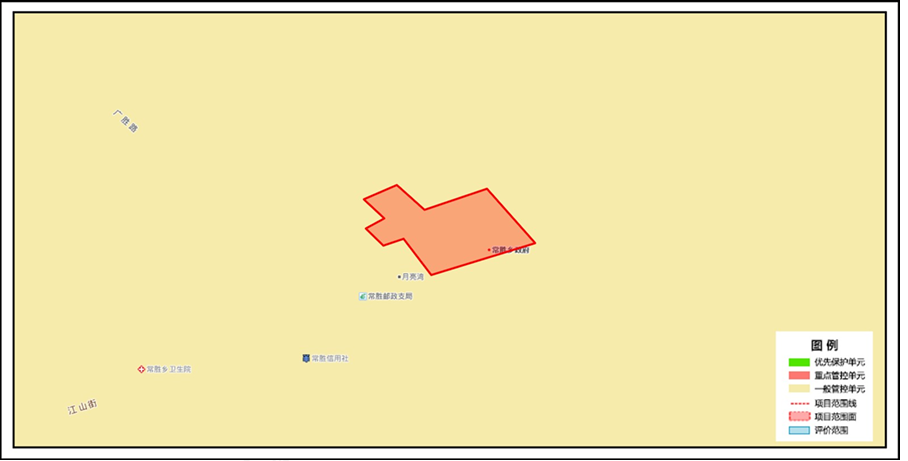 广胜路
常胜乡政府
月亮湾
常胜邮政支局
常胜信用社
常胜乡卫生院
江山街
图例
优先保护单元
重点管控单元
一般管控单元
项目范围线
项目范围面
评价范围